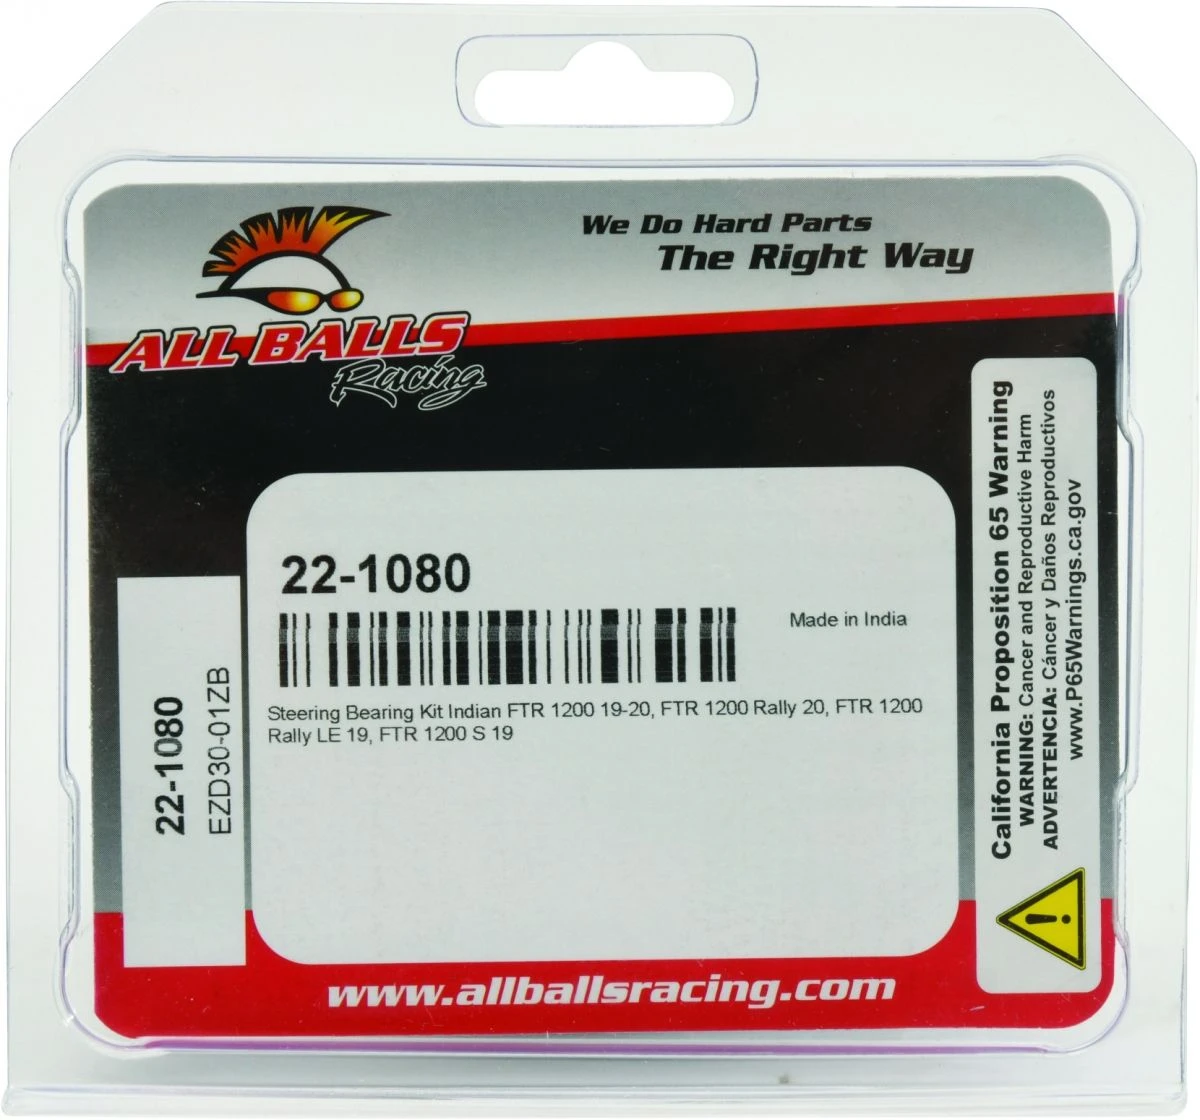 We Do Hard Parts
The Right Way
ALL BALLS
Racing
22-1080
Made in India
Steering Bearing Kit Indian FTR 1200 19-20, FTR 1200 Rally 20, FTR 1200
Rally LE 19, FTR 1200 S 19
22-1080
EZD30-01ZB
California Proposition 65 Warning
WARNING: Cancer and Reproductive Harm
ADVERTENCIA: Cáncer y Daños Reproductivos
www.P65Warnings.ca.gov
www.allballsracing.com